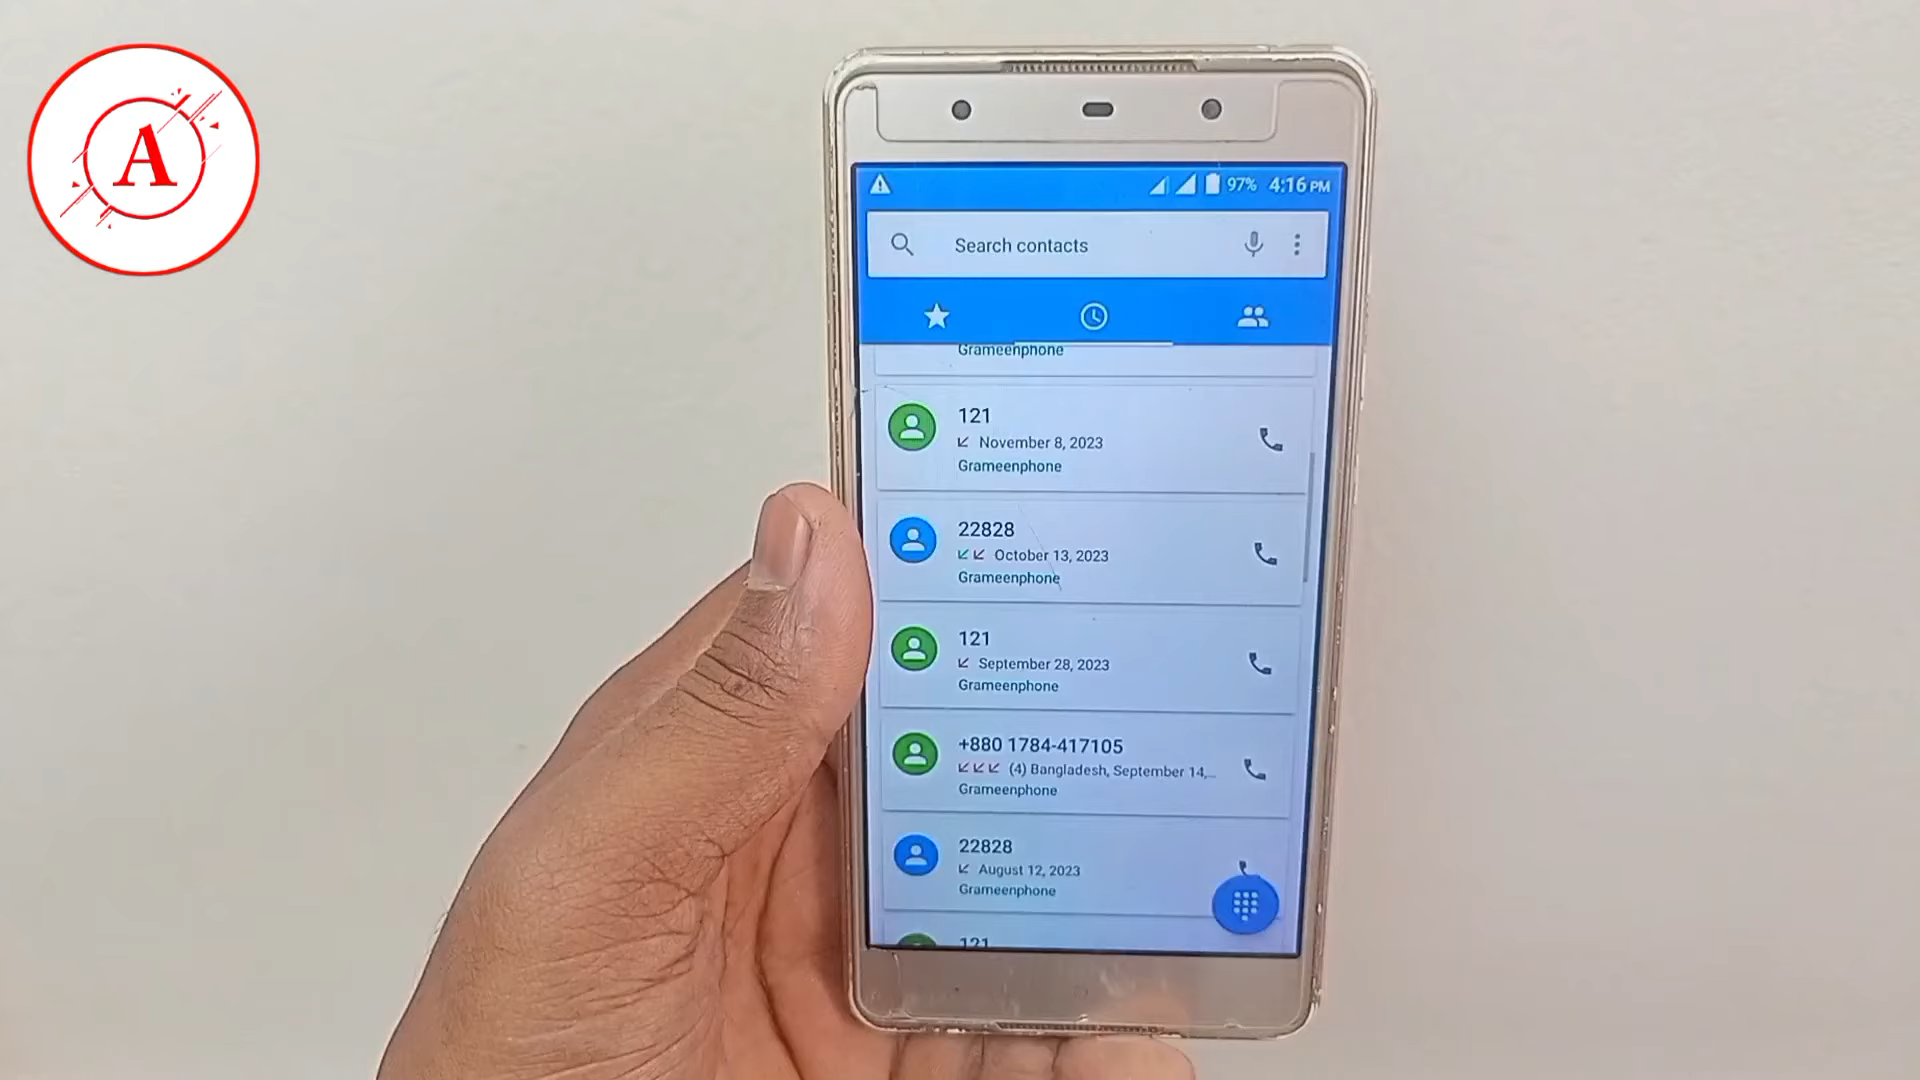 A
97% 4:16 PM
Search contacts
Grameenphone
121
November 8, 2023
Grameenphone
22828
October 13, 2023
Grameenphone
121
September 28, 2023
Grameenphone
+880 1784-417105
(4) Bangladesh, September 14,...
Grameenphone
22828
August 12, 2023
Grameenphone
121